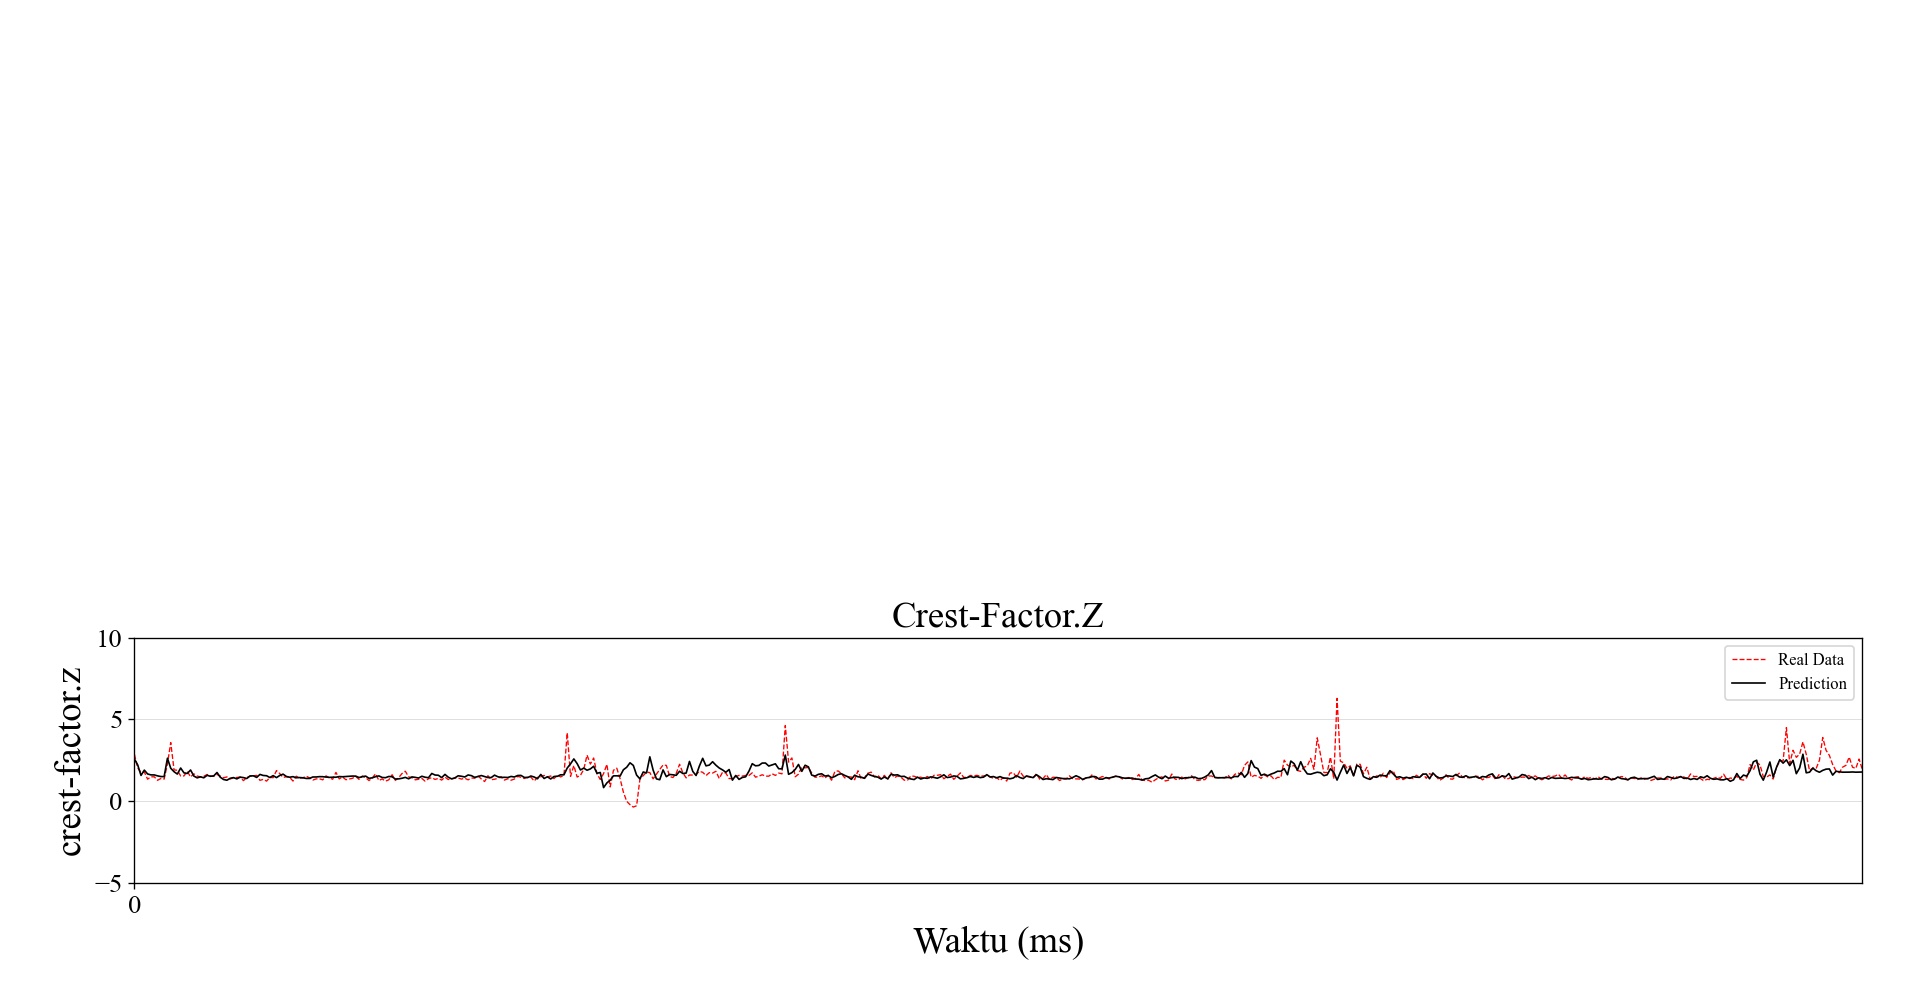 Crest-Factor.Z
10
5
0
−5
crest-factor.z
Real Data
Prediction
0
Waktu (ms)